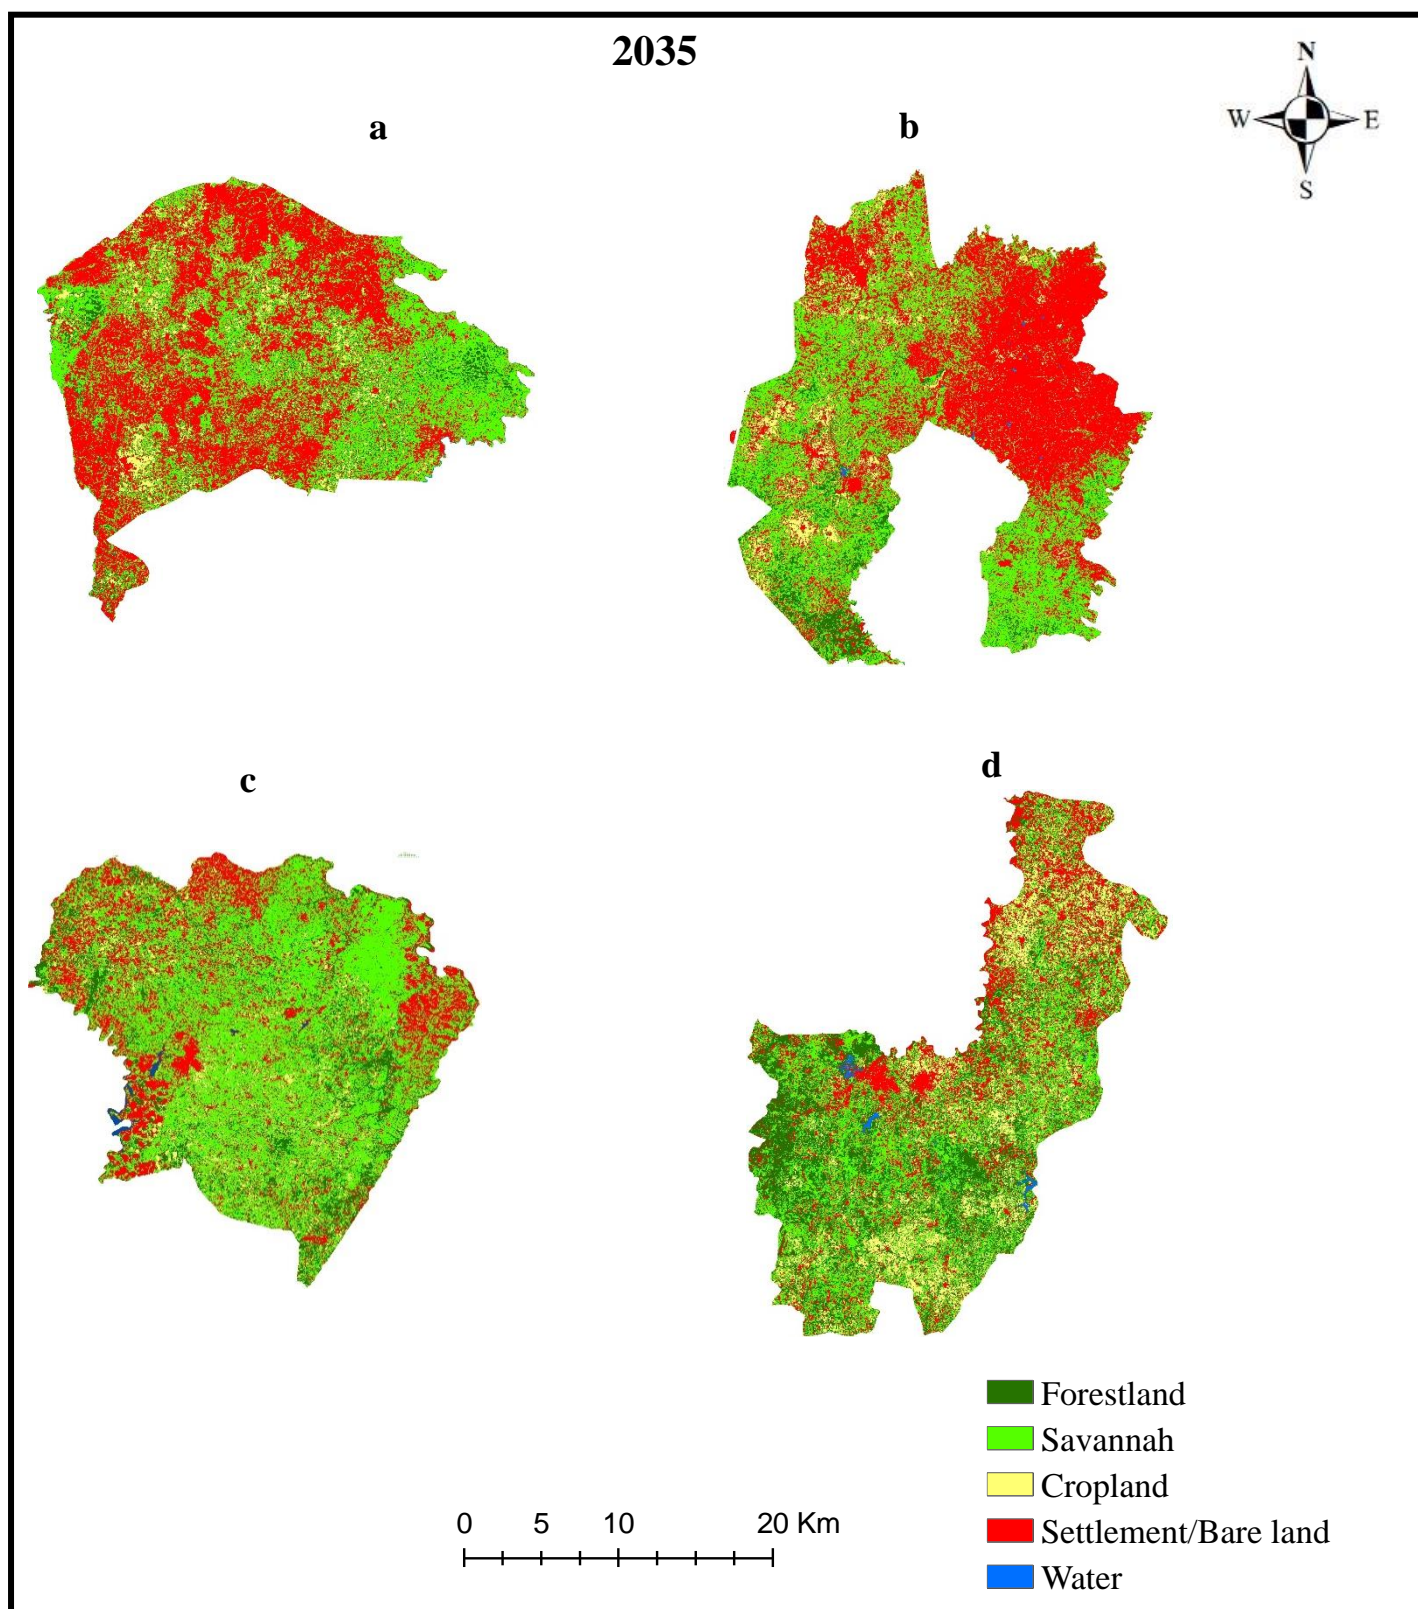 2035
N
W E
S
a
b
c
d
Forestland
Savannah
Cropland
Settlement/Bare land
Water
0 5 10 20 Km